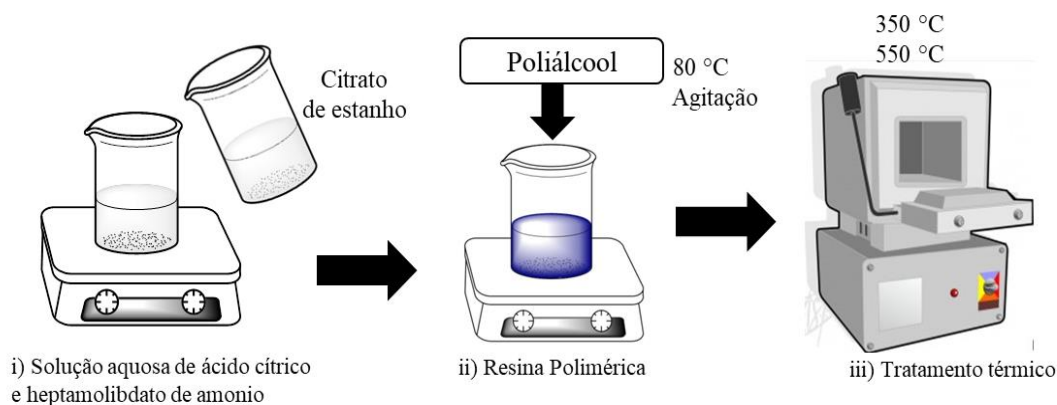 350 °C
550 °C
Citrato
de estanho
Poliálcool
80 °C
Agitação
i) Solução aquosa de ácido cítrico
e heptamolibdato de amonio
ii) Resina Polimérica
iii) Tratamento térmico